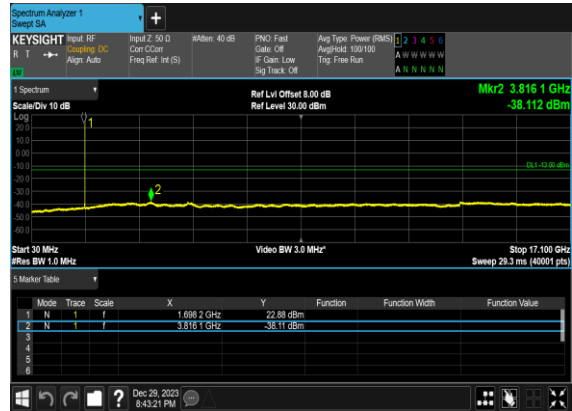 Spectrum Analyzer 1
Swept SA
+
KEYSIGHT
R T
Input: RF
Coupling: DC
Align: Auto
Input Z: 50 Ω
Corr CCorr
Freq Ref: Int (S)
#Atten: 40 dB
PNO: Fast
Gate: Off
IF Gain: Low
Sig Track: Off
Avg Type: Power (RMS)
Avg|Hold: 100/100
Trig: Free Run
1 2 3 4 5 6
A W W W W W
A N N N N N
1 Spectrum
Scale/Div 10 dB
Ref Lvl Offset 8.00 dB
Ref Level 30.00 dBm
Mkr2 3.816 1 GHz
-38.112 dBm
Log
20.0
10.0
0.00
-10.0
-20.0
-30.0
-40.0
-50.0
-60.0
1
2
DL1 -13.00 dBm
Start 30 MHz
#Res BW 1.0 MHz
Video BW 3.0 MHz*
Stop 17.100 GHz
Sweep 29.3 ms (40001 pts)
5 Marker Table
Mode Trace Scale X Y Function Function Width Function Value
1 N 1 f 1.698 2 GHz 22.88 dBm
2 N 1 f 3.816 1 GHz -38.11 dBm
3
4
5
6
?
Dec 29, 2023
8:43:21 PM